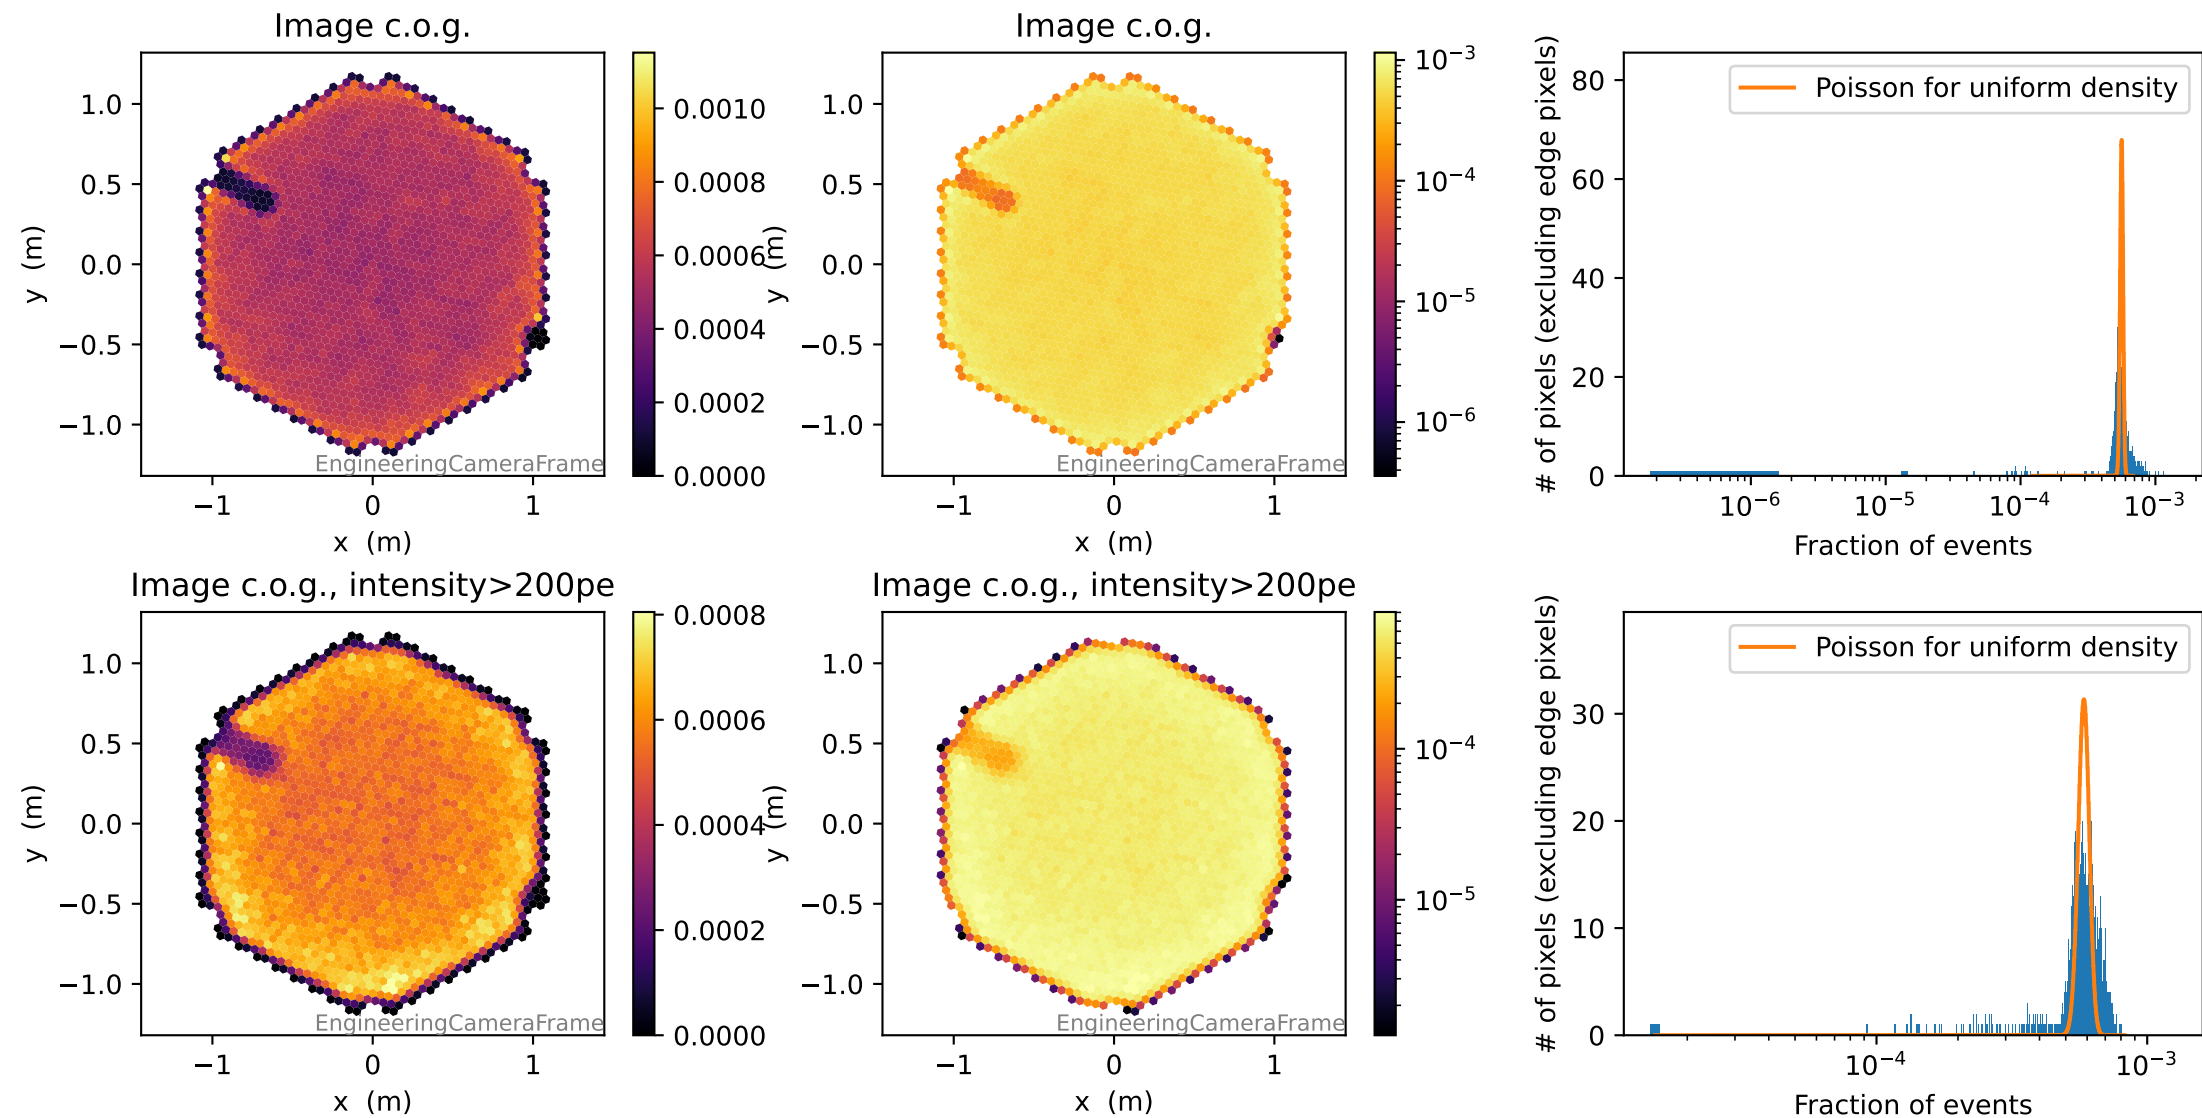 Image c.o.g.
1.0
0.5
0.0
−0.5
−1.0
y (m)
−1
0
1
x (m)
EngineeringCameraFrame
0.0010
0.0008
0.0006
0.0004
0.0002
0.0000
Image c.o.g.
1.0
0.5
0.0
−0.5
−1.0
y (m)
−1
0
1
x (m)
EngineeringCameraFrame
10⁻³
10⁻⁴
10⁻⁵
10⁻⁶
Poisson for uniform density
80
60
40
20
0
# of pixels (excluding edge pixels)
10⁻⁶
10⁻⁵
10⁻⁴
10⁻³
Fraction of events
Image c.o.g., intensity>200pe
1.0
0.5
0.0
−0.5
−1.0
y (m)
−1
0
1
x (m)
EngineeringCameraFrame
0.0008
0.0006
0.0004
0.0002
0.0000
Image c.o.g., intensity>200pe
1.0
0.5
0.0
−0.5
−1.0
y (m)
−1
0
1
x (m)
EngineeringCameraFrame
10⁻⁴
10⁻⁵
Poisson for uniform density
30
20
10
0
# of pixels (excluding edge pixels)
10⁻⁴
10⁻³
Fraction of events